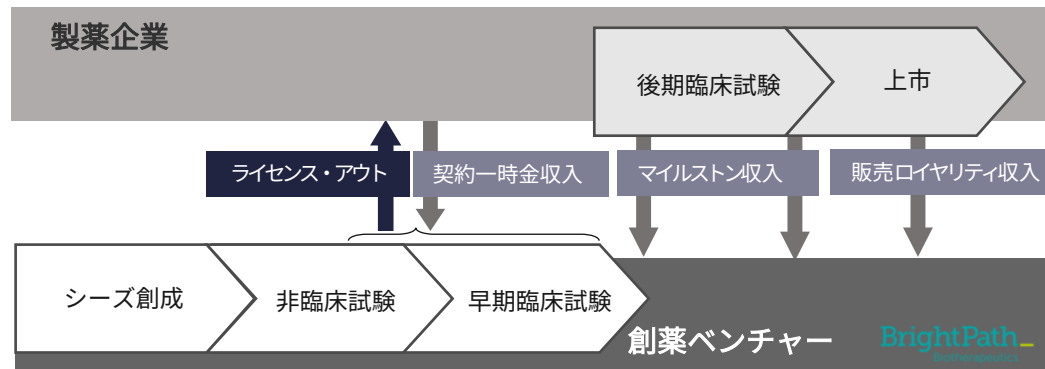 製薬企業
後期臨床試験
上市
ライセンス・アウト
契約一時金収入
マイルストン収入
販売ロイヤリティ収入
シーズ創成
非臨床試験
早期臨床試験
創薬ベンチャー
BrightPath_
Biotherapeutics